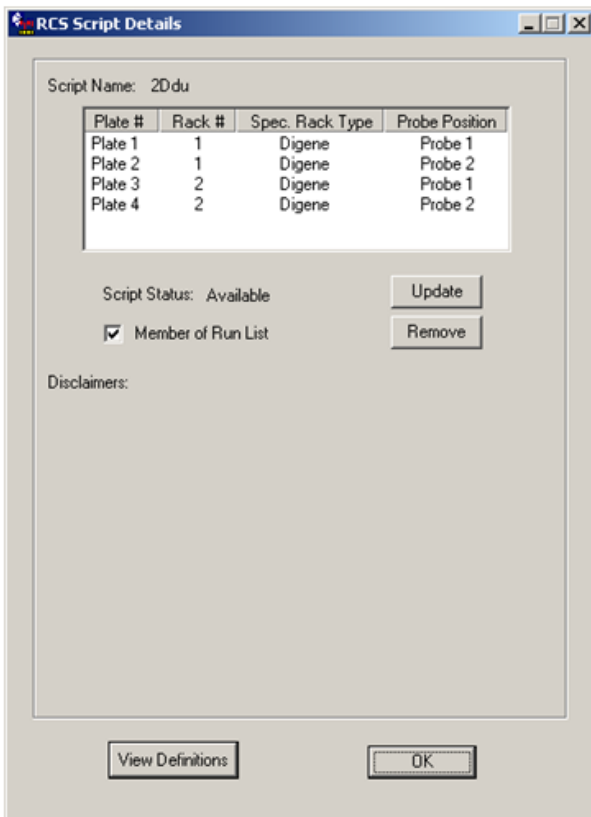 RCS Script Details
Script Name: 2Ddu
Plate # Rack # Spec. Rack Type Probe Position
Plate 1 1 Digene Probe 1
Plate 2 1 Digene Probe 2
Plate 3 2 Digene Probe 1
Plate 4 2 Digene Probe 2
Script Status: Available Update
Member of Run List Remove
Disclaimers:
View Definitions OK